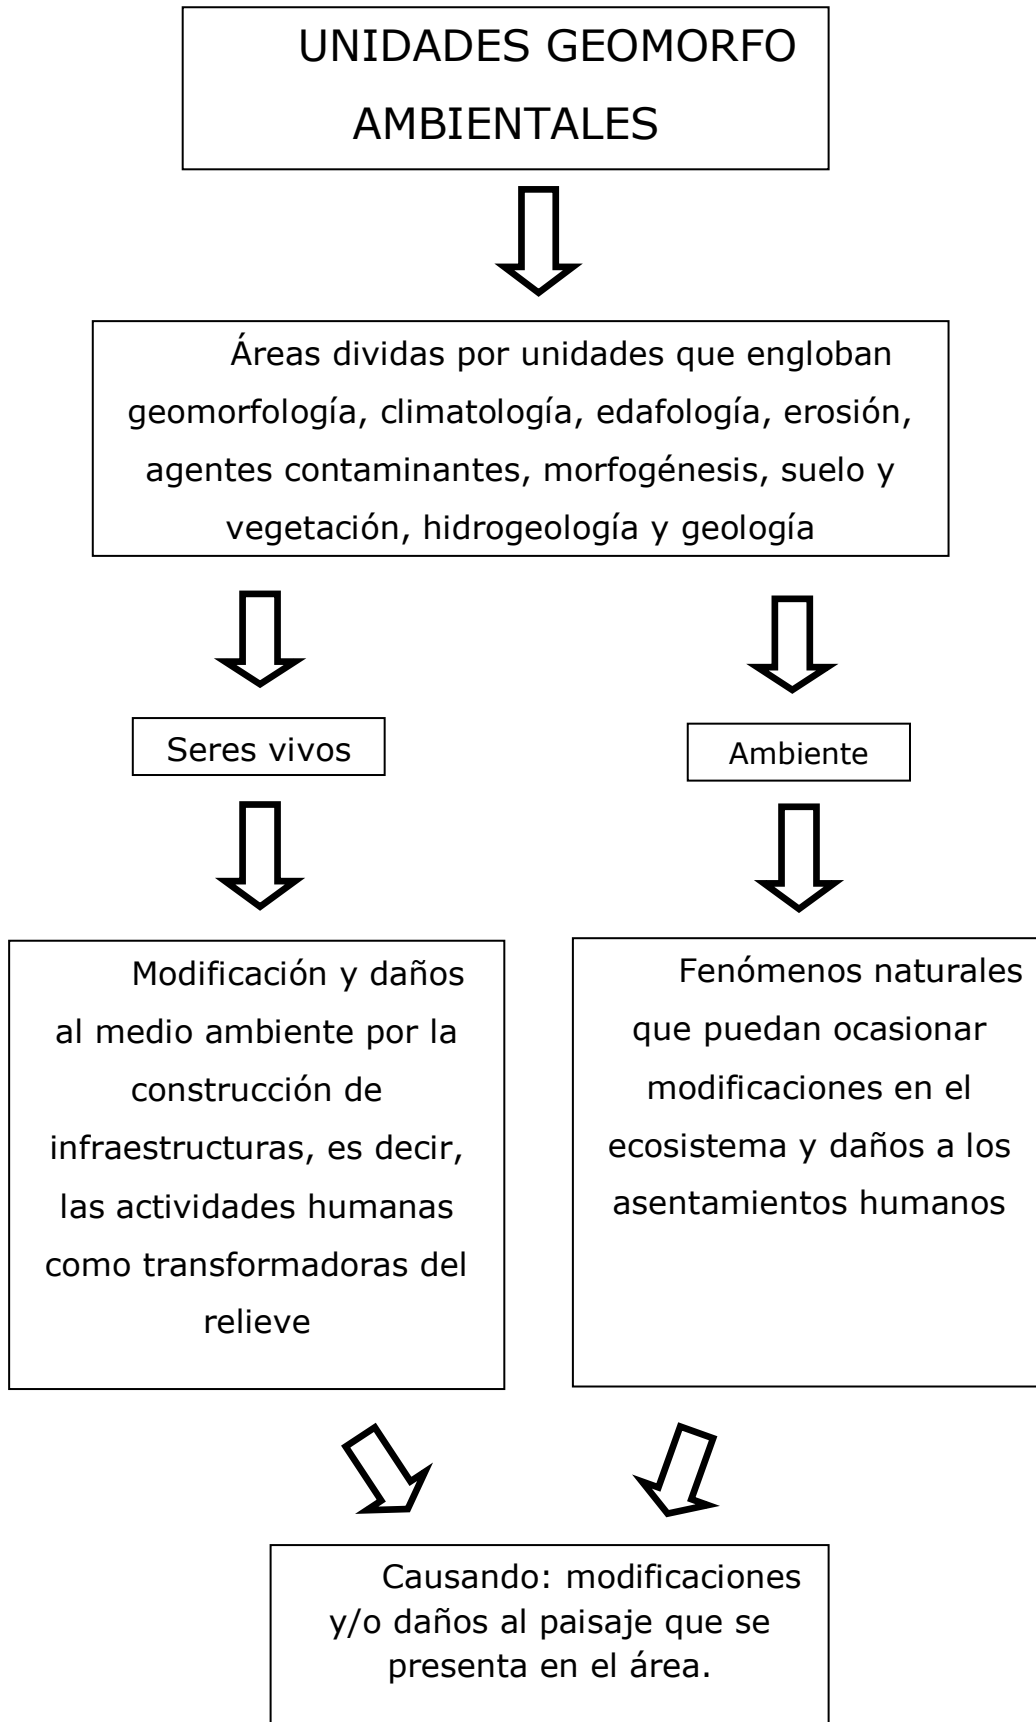 UNIDADES GEOMORFO
AMBIENTALES
Áreas dividas por unidades que engloban
geomorfología, climatología, edafología, erosión,
agentes contaminantes, morfogénesis, suelo y
vegetación, hidrogeología y geología
Seres vivos
Ambiente
Modificación y daños
al medio ambiente por la
construcción de
infraestructuras, es decir,
las actividades humanas
como transformadoras del
relieve
Fenómenos naturales
que puedan ocasionar
modificaciones en el
ecosistema y daños a los
asentamientos humanos
Causando: modificaciones
y/o daños al paisaje que se
presenta en el área.